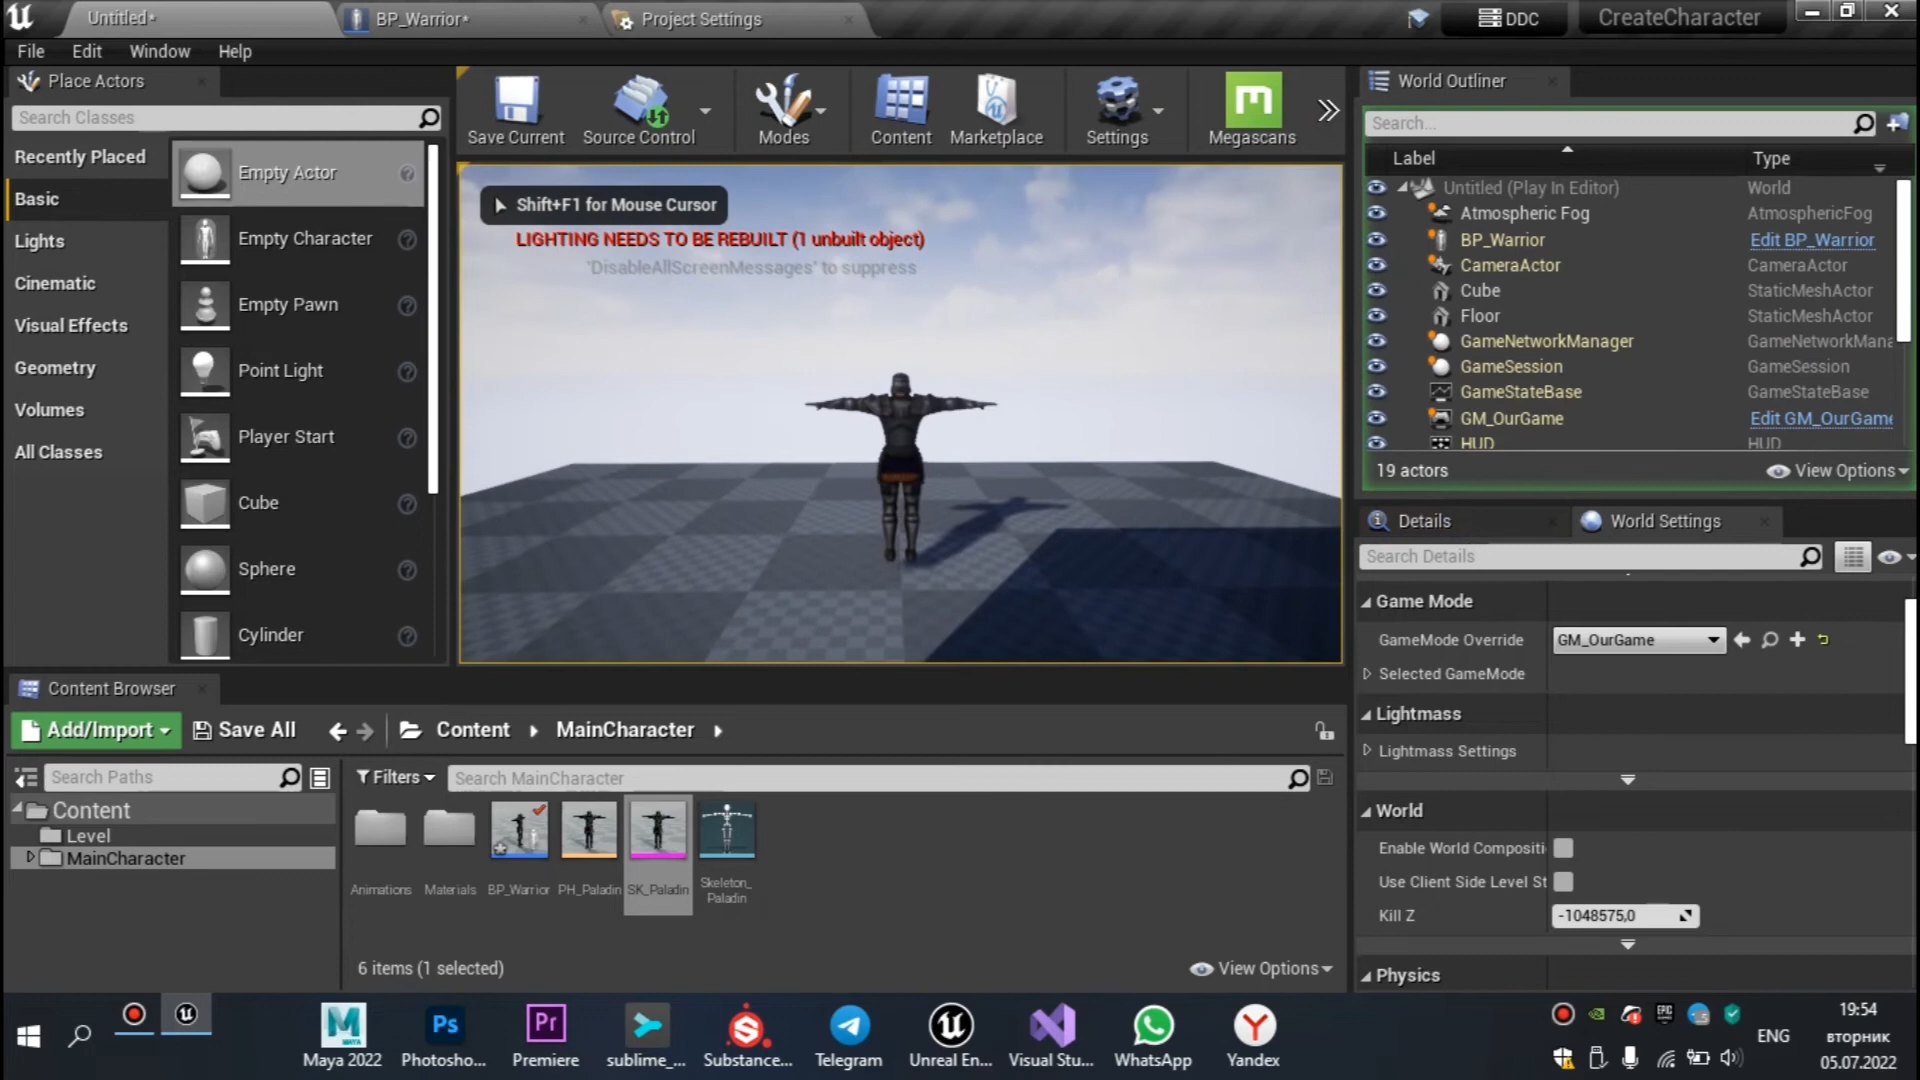 Untitled*
BP_Warrior*
Project Settings
DDC
CreateCharacter
File Edit Window Help
Place Actors
Search Classes
Recently Placed
Basic
Lights
Cinematic
Visual Effects
Geometry
Volumes
All Classes
Empty Actor
Empty Character
Empty Pawn
Point Light
Player Start
Cube
Sphere
Cylinder
Save Current
Source Control
Modes
Content
Marketplace
Settings
Megascans
Shift+F1 for Mouse Cursor
LIGHTING NEEDS TO BE REBUILT (1 unbuilt object)
'DisableAllScreenMessages' to suppress
World Outliner
Search...
Label Type
Untitled (Play In Editor) World
Atmospheric Fog AtmosphericFog
BP_Warrior Edit BP_Warrior
CameraActor CameraActor
Cube StaticMeshActor
Floor StaticMeshActor
GameNetworkManager GameNetworkMana
GameSession GameSession
GameStateBase GameStateBase
GM_OurGame Edit GM_OurGame
HUD HUD
19 actors View Options
Details
World Settings
Search Details
Game Mode
GameMode Override GM_OurGame
Selected GameMode
Lightmass
Lightmass Settings
World
Enable World Compositi
Use Client Side Level St
Kill Z -1048575,0
Physics
Content Browser
Add/Import Save All Content MainCharacter
Search Paths
Filters
Search MainCharacter
Content
Level
MainCharacter
Animations
Materials
BP_Warrior
PH_Paladin
SK_Paladin
Skeleton_
Paladin
6 items (1 selected)
View Options
Maya 2022
Photosho...
Premiere
sublime_...
Substance...
Telegram
Unreal En...
Visual Stu...
WhatsApp
Yandex
ENG
19:54
вторник
05.07.2022